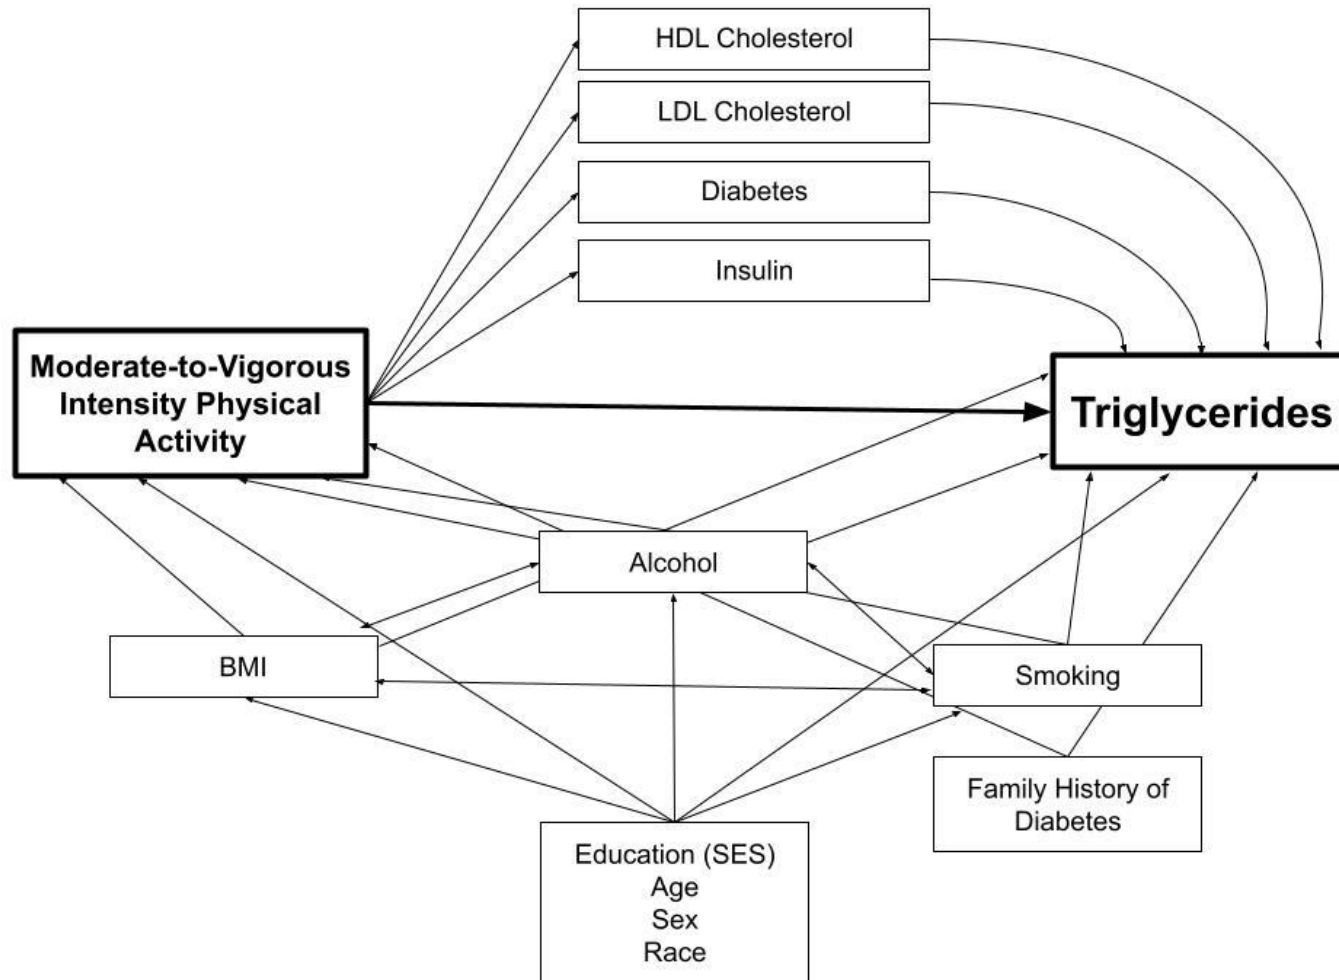 HDL Cholesterol
LDL Cholesterol
Diabetes
Insulin
Moderate-to-Vigorous
Intensity Physical
Activity
Triglycerides
Alcohol
BMI
Smoking
Family History of
Diabetes
Education (SES)
Age
Sex
Race